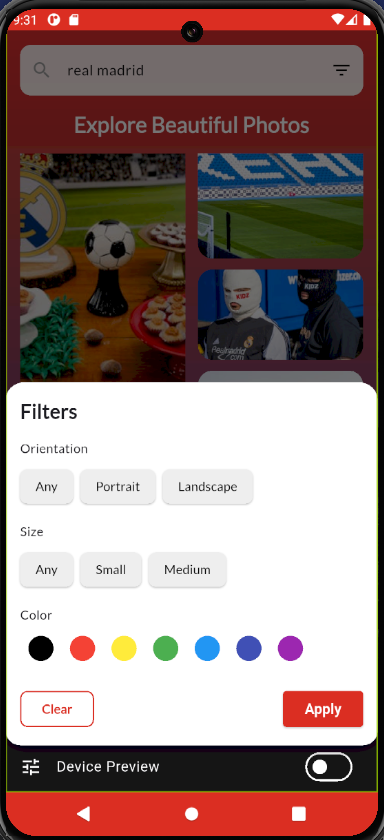 9:31
real madrid
Explore Beautiful Photos
Filters
Orientation
Any Portrait Landscape
Size
Any Small Medium
Color
Clear Apply
Device Preview